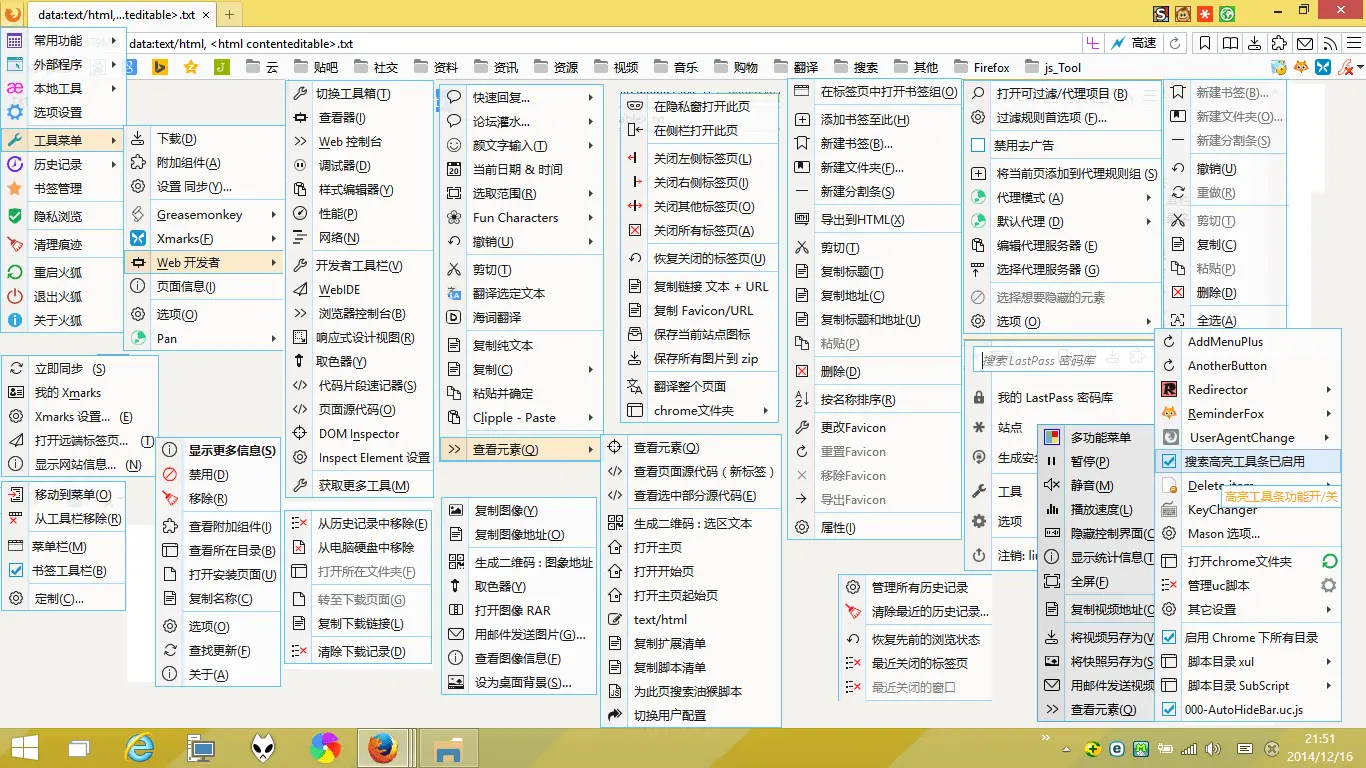 data:text/html,...teditable>.txt
data:text/html, <html contenteditable>.txt
高速
云
贴吧
社交
资料
资讯
资源
视频
音乐
购物
翻译
搜索
其他
Firefox
js_Tool
常用功能
外部程序
本地工具
选项设置
工具菜单
历史记录
书签管理
隐私浏览
清理痕迹
重启火狐
退出火狐
关于火狐
下载(D)
附加组件(A)
设置 同步(Y)...
Greasemonkey
Xmarks(F)
Web 开发者
页面信息(I)
选项(O)
Pan
切换工具箱(T)
查看器(I)
Web 控制台
调试器(D)
样式编辑器(Y)
性能(P)
网络(N)
开发者工具栏(V)
WebIDE
浏览器控制台(B)
响应式设计视图(R)
取色器(Y)
代码片段速记器(S)
页面源代码(O)
DOM Inspector
Inspect Element 设置
获取更多工具(M)
快速回复...
论坛灌水...
颜文字输入(T)
当前日期 & 时间
选取范围(R)
Fun Characters
撤销(U)
剪切(T)
翻译选定文本
海词翻译
复制纯文本
复制(C)
粘贴并确定
Clipple - Paste
查看元素(Q)
在隐私窗打开此页
在侧栏打开此页
关闭左侧标签页(L)
关闭右侧标签页(I)
关闭其他标签页(O)
关闭所有标签页(A)
恢复关闭的标签页(U)
复制链接 文本 + URL
复制 Favicon/URL
保存当前站点图标
保存所有图片到 zip
翻译整个页面
chrome文件夹
在标签页中打开书签组(O)
添加书签至此(H)
新建书签(B)...
新建文件夹(F)...
新建分割条(S)
导出到HTML(X)
剪切(T)
复制标题(T)
复制地址(C)
复制标题和地址(U)
粘贴(P)
删除(D)
按名称排序(R)
更改Favicon
重置Favicon
移除Favicon
导出Favicon
属性(I)
打开可过滤/代理项目 (B)
过滤规则首选项 (F)...
禁用去广告
将当前页添加到代理规则组 (S)
代理模式 (A)
默认代理 (D)
编辑代理服务器 (E)
选择代理服务器 (G)
选择想要隐藏的元素
选项 (O)
新建书签(B)...
新建文件夹(O)...
新建分割条(S)
撤销(U)
重做(R)
剪切(T)
复制(C)
粘贴(P)
删除(D)
全选(A)
立即同步 (S)
我的 Xmarks
Xmarks 设置... (E)
打开远端标签页... (T)
显示网站信息... (N)
移动到菜单(O)
从工具栏移除(R)
菜单栏(M)
书签工具栏(B)
定制(C)...
显示更多信息(S)
禁用(D)
移除(R)
查看附加组件(I)
查看所在目录(B)
打开安装页面(U)
复制名称(C)
选项(O)
查找更新(F)
关于(A)
从历史记录中移除(E)
从电脑硬盘中移除
打开所在文件夹(F)
转至下载页面(G)
复制下载链接(L)
清除下载记录(D)
复制图像(Y)
复制图像地址(O)
生成二维码 : 图象地址
取色器(Y)
打开图像 RAR
用邮件发送图片(G)...
查看图像信息(F)
设为桌面背景(S)...
查看元素(Q)
查看页面源代码 ( 新标签 )
查看选中部分源代码(E)
生成二维码 : 选区文本
打开主页
打开开始页
打开主页起始页
text/html
复制扩展清单
复制脚本清单
为此页搜索油猴脚本
切换用户配置
管理所有历史记录
清除最近的历史记录...
恢复先前的浏览状态
最近关闭的标签页
最近关闭的窗口
搜索 LastPass 密码库
我的 LastPass 密码库
站点
生成安
工具
选项
注销: li
多功能菜单
暂停(P)
静音(M)
播放速度(L)
隐藏控制界面(C
显示统计信息(T
全屏(F)
复制视频地址(C
将视频另存为(V
将快照另存为(S
用邮件发送视频
查看元素(Q)
AddMenuPlus
AnotherButton
Redirector
ReminderFox
UserAgentChange
搜索高亮工具条已启用
Delete item
高亮工具条功能开/关
KeyChanger
Mason 选项...
打开chrome文件夹
管理uc脚本
其它设置
启用 Chrome 下所有目录
脚本目录 xul
脚本目录 SubScript
000-AutoHideBar.uc.js
21:51
2014/12/16